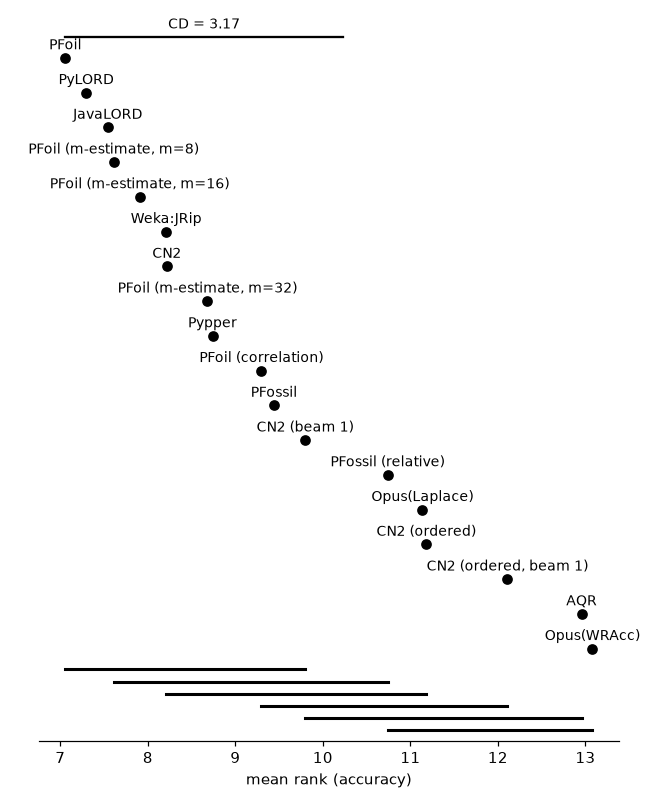 CD = 3.17
PFoil
PyLORD
JavaLORD
PFoil (m-estimate, m=8)
PFoil (m-estimate, m=16)
Weka:JRip
CN2
PFoil (m-estimate, m=32)
Pypper
PFoil (correlation)
PFossil
CN2 (beam 1)
PFossil (relative)
Opus(Laplace)
CN2 (ordered)
CN2 (ordered, beam 1)
AQR
Opus(WRAcc)
7 8 9 10 11 12 13
mean rank (accuracy)